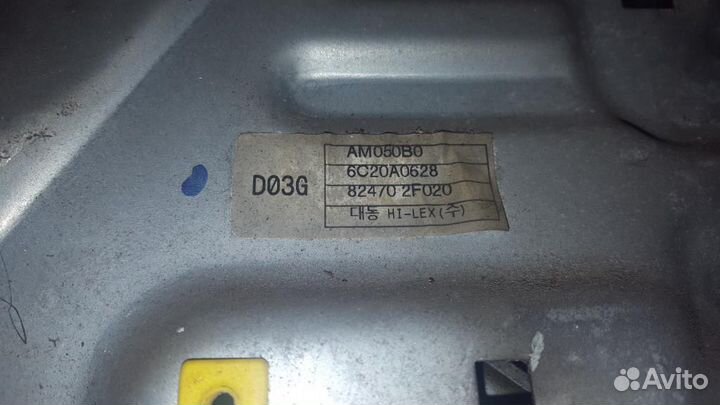 D03G
AM050B0
6C20A0628
82470 2F020
대동 HI-LEX(주)
Avito